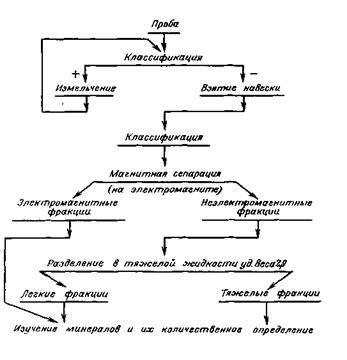 Проба
Классификация
+ −
Измельчение Взятие навески
Классификация
Магнитная сепарация
(на электромагните)
Электромагнитные Неэлектромагнитные
фракции фракции
Разделение в тяжелой жидкости уд. веса 2,9
Легкие фракции Тяжелые фракции
Изучение минералов и их количественное определение